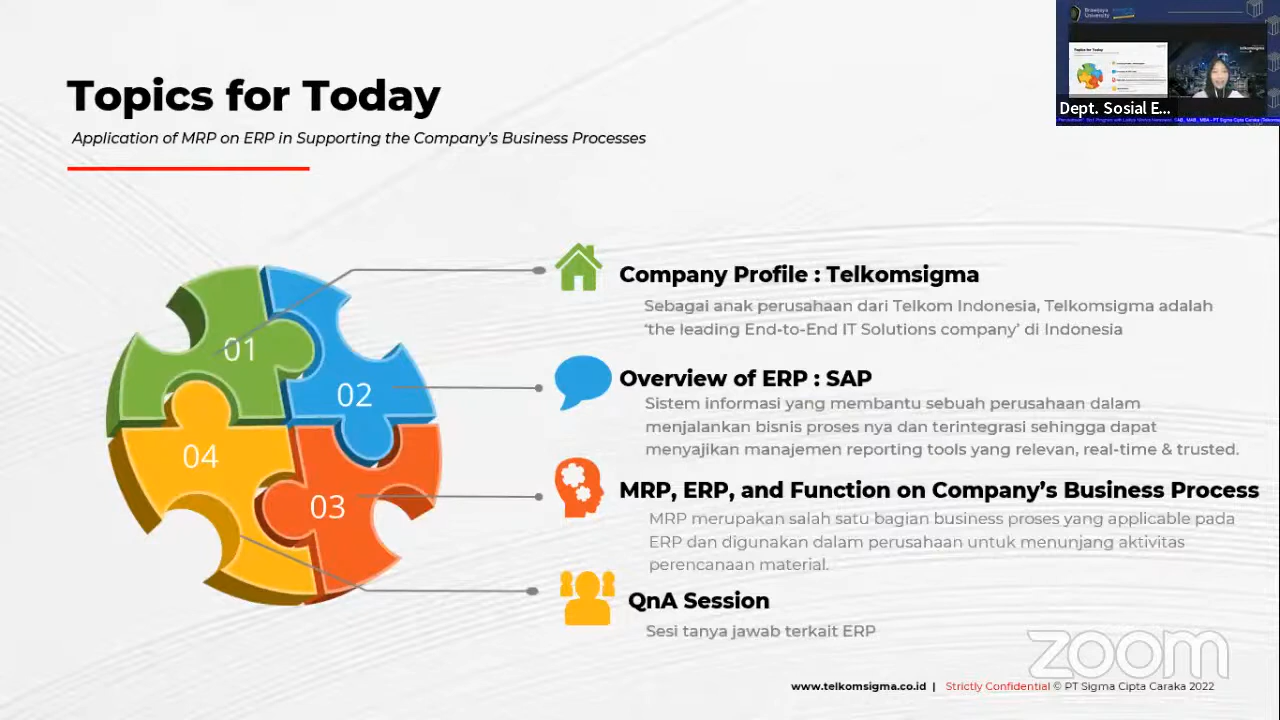 Topics for Today
Application of MRP on ERP in Supporting the Company's Business Processes
01
02
03
04
Company Profile : Telkomsigma
Sebagai anak perusahaan dari Telkom Indonesia, Telkomsigma adalah
'the leading End-to-End IT Solutions company' di Indonesia
Overview of ERP : SAP
Sistem informasi yang membantu sebuah perusahaan dalam
menjalankan bisnis proses nya dan terintegrasi sehingga dapat
menyajikan manajemen reporting tools yang relevan, real-time & trusted.
MRP, ERP, and Function on Company's Business Process
MRP merupakan salah satu bagian business proses yang applicable pada
ERP dan digunakan dalam perusahaan untuk menunjang aktivitas
perencanaan material.
QnA Session
Sesi tanya jawab terkait ERP
zoom
www.telkomsigma.co.id | Strictly Confidential © PT Sigma Cipta Caraka 2022
Brawijaya
University
Topics for Today
Dept. Sosial E...